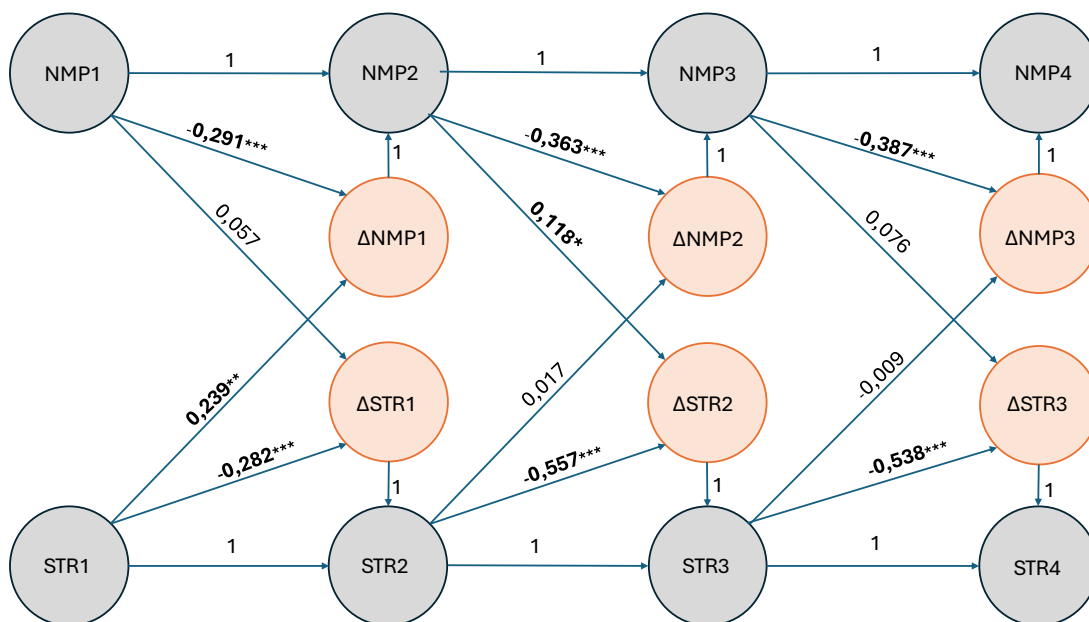 1
1
1
NMP1
NMP2
NMP3
NMP4
-0,291***
-0,363***
-0,387***
1
1
1
0,057
0,118*
0,076
ΔNMP1
ΔNMP2
ΔNMP3
0,239**
0,017
-0,009
ΔSTR1
ΔSTR2
ΔSTR3
-0,282***
-0,557***
-0,538***
1
1
1
1
1
1
STR1
STR2
STR3
STR4